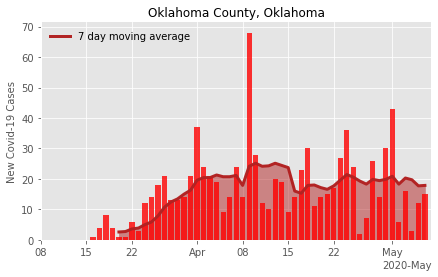 Oklahoma County, Oklahoma
7 day moving average
New Covid-19 Cases
70
60
50
40
30
20
10
0
08 15 22 Apr 08 15 22 May
2020-May